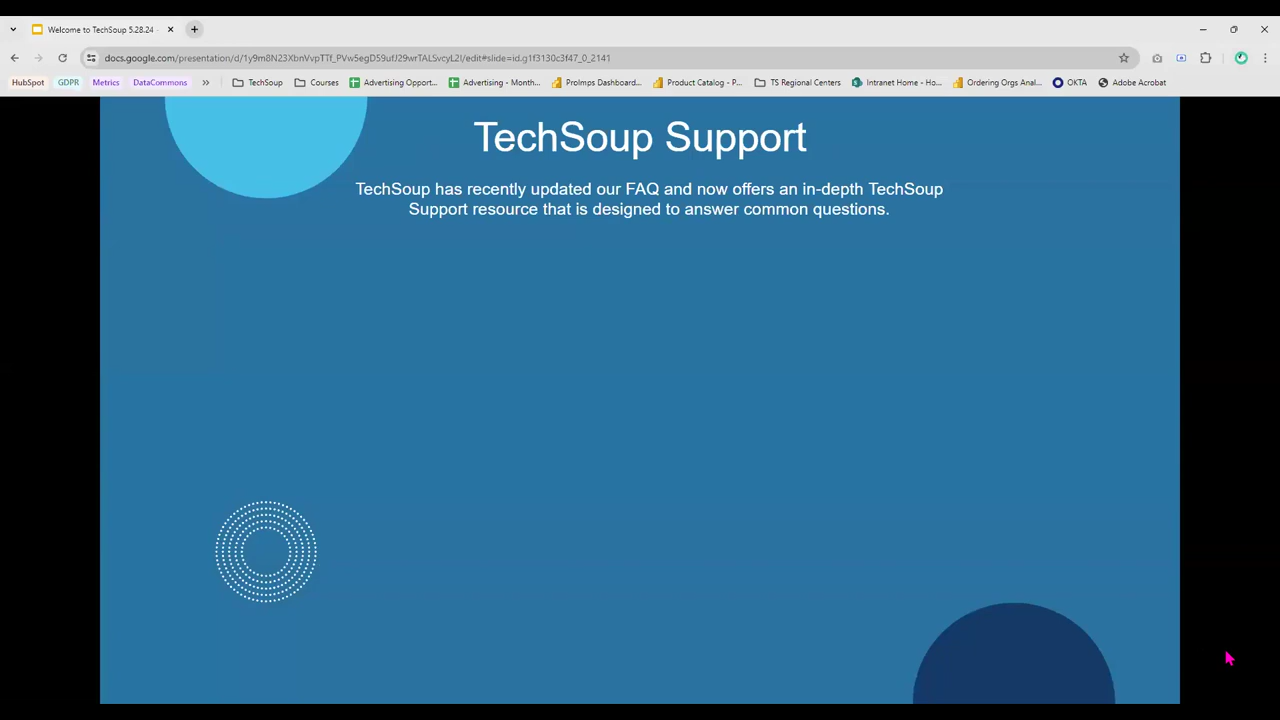 Welcome to TechSoup 5.28.24 -
docs.google.com/presentation/d/1y9m8N23XbnVvpTTf_PVw5egD59ufJ29wrTALSvcyL2I/edit#slide=id.g1f3130c3f47_0_2141
HubSpot GDPR Metrics DataCommons » TechSoup Courses Advertising Opport... Advertising - Month... ProImps Dashboard... Product Catalog - P... TS Regional Centers Intranet Home - Ho... Ordering Orgs Anal... OKTA Adobe Acrobat
TechSoup Support
TechSoup has recently updated our FAQ and now offers an in-depth TechSoup
Support resource that is designed to answer common questions.